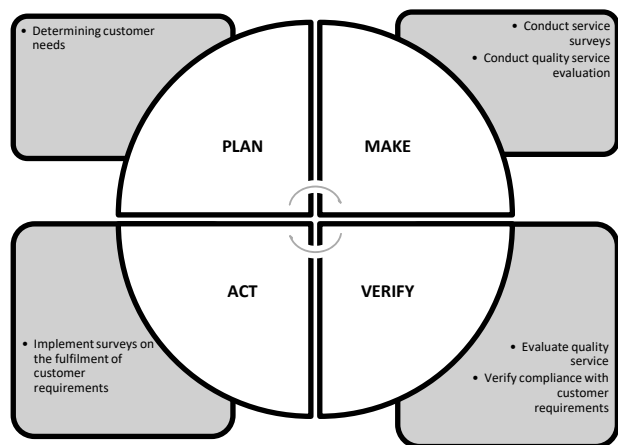 • Determining customer
needs
• Conduct service
surveys
• Conduct quality service
evaluation
PLAN
MAKE
ACT
VERIFY
• Implement surveys on
the fulfilment of
customer
requirements
• Evaluate quality
service
• Verify compliance with
customer
requirements